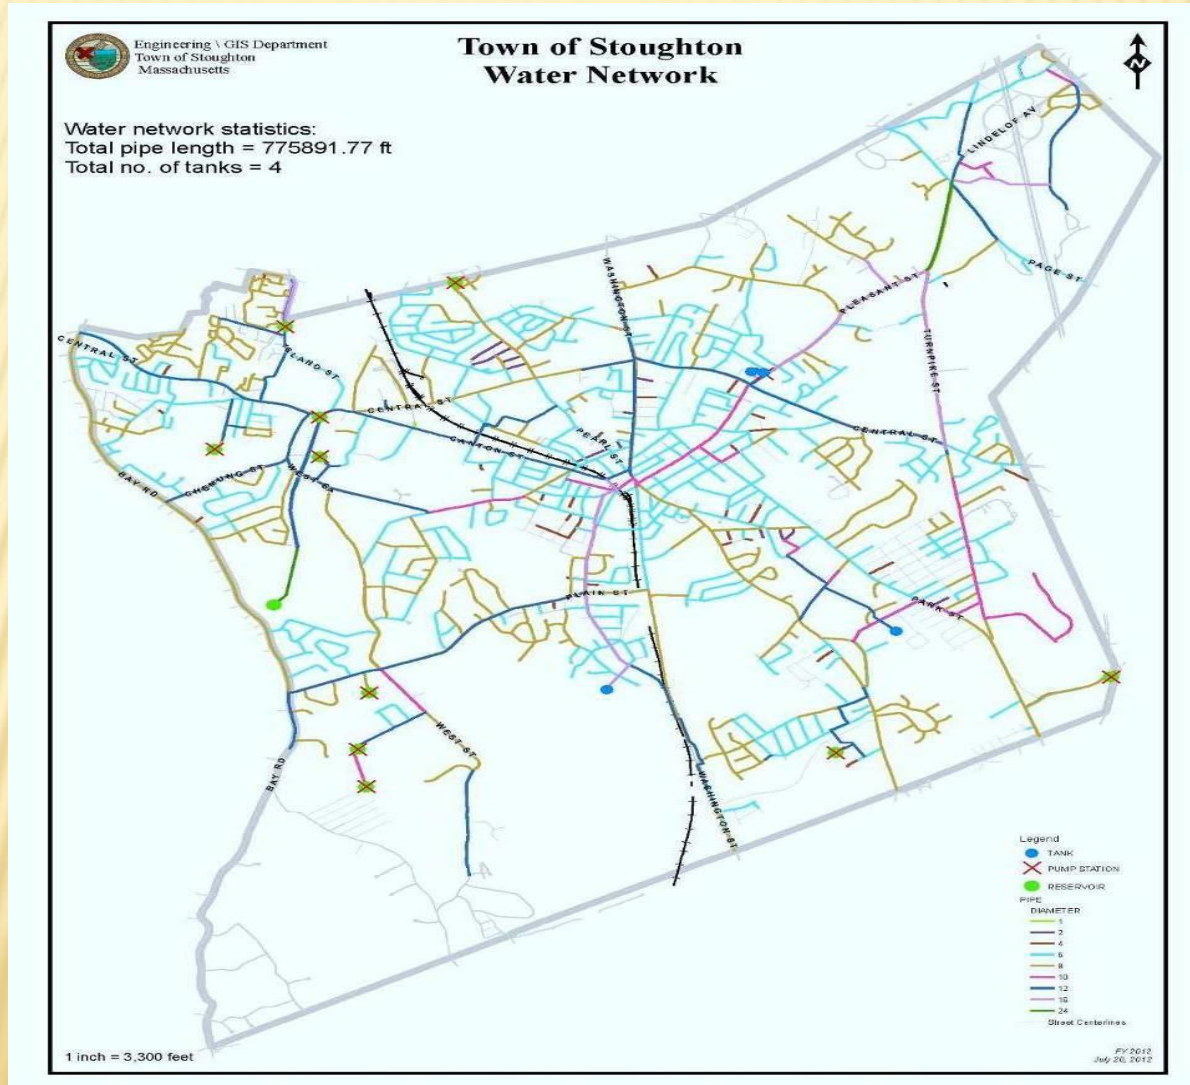 Engineering \ GIS Department
Town of Stoughton
Massachusetts
Town of Stoughton
Water Network
N
Water network statistics:
Total pipe length = 775891.77 ft
Total no. of tanks = 4
LINDELOF AV
PAGE ST
WASHINGTON ST
PLEASANT ST
TURNPIKE ST
CENTRAL ST
ISLAND ST
CENTRAL ST
CANTON ST
PEARL ST
CENTRAL ST
BAY RD
CHEMUNG ST
PLAIN ST
PARK ST
WEST ST
BAY RD
WASHINGTON ST
Legend
TANK
PUMP STATION
RESERVOIR
PIPE
DIAMETER
1
2
4
6
8
10
12
16
24
Street Centerlines
1 inch = 3,300 feet
FY 2012
July 20, 2012